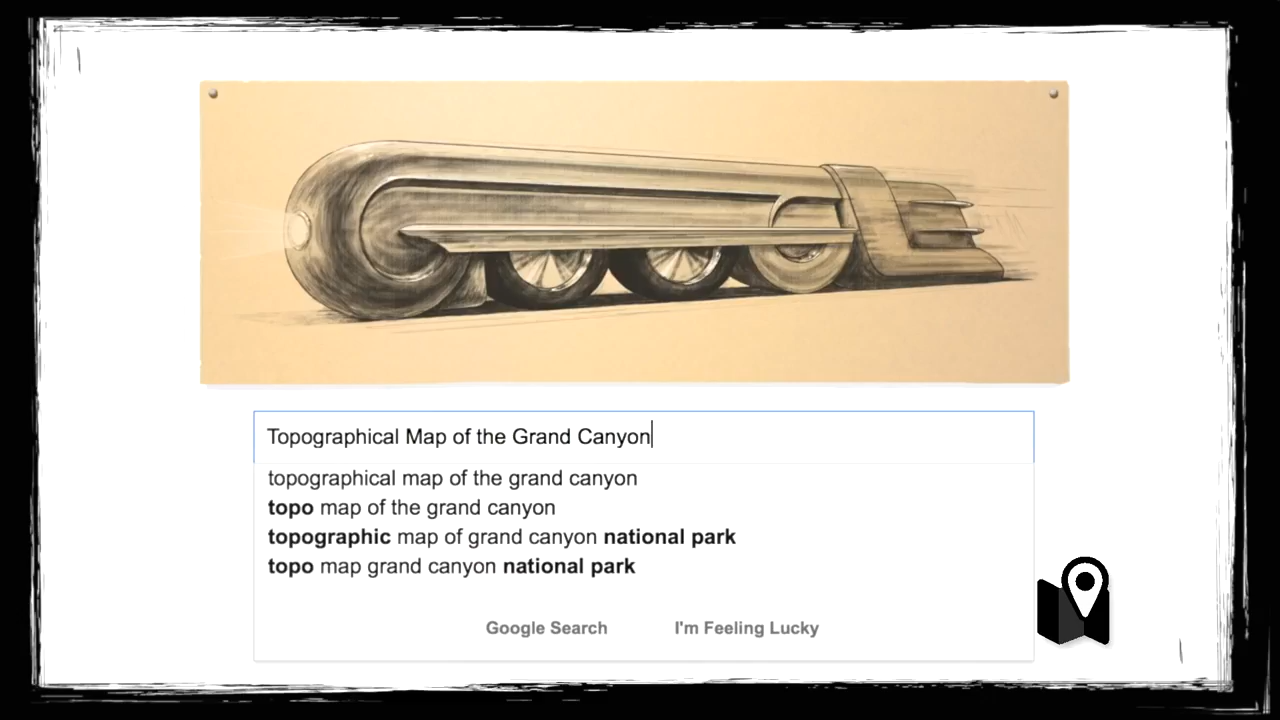 Topographical Map of the Grand Canyon
topographical map of the grand canyon
topo map of the grand canyon
topographic map of grand canyon national park
topo map grand canyon national park
Google Search
I'm Feeling Lucky